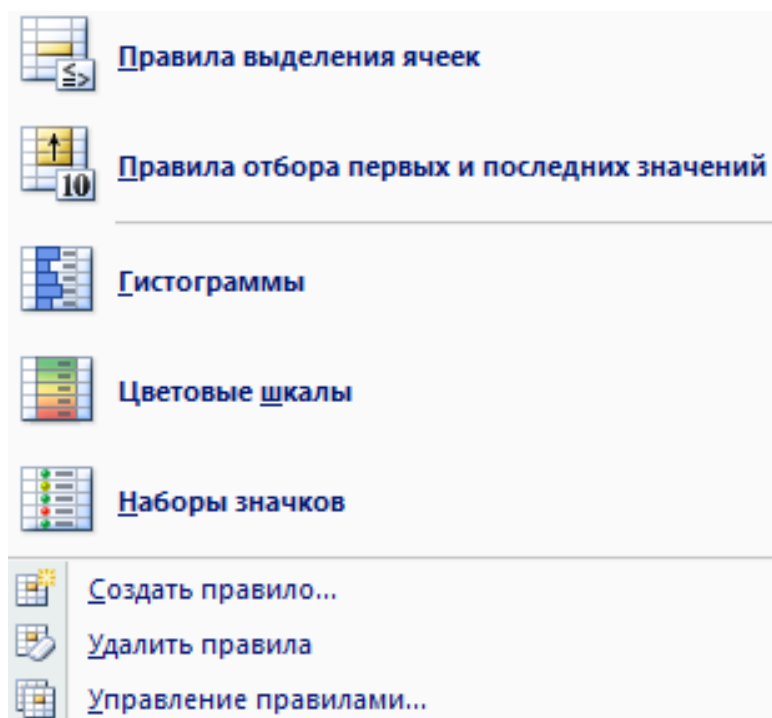 Правила выделения ячеек
Правила отбора первых и последних значений
10
Гистограммы
Цветовые шкалы
Наборы значков
Создать правило...
Удалить правила
Управление правилами...